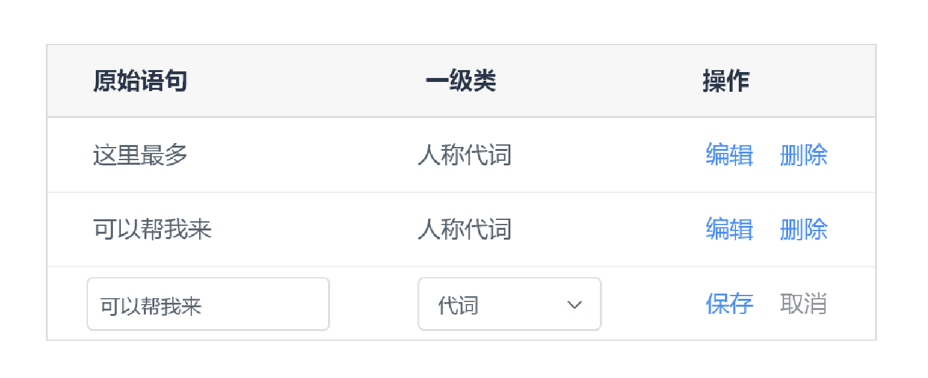 原始语句 一级类 操作
这里最多 人称代词 编辑 删除
可以帮我来 人称代词 编辑 删除
可以帮我来 代词 保存 取消